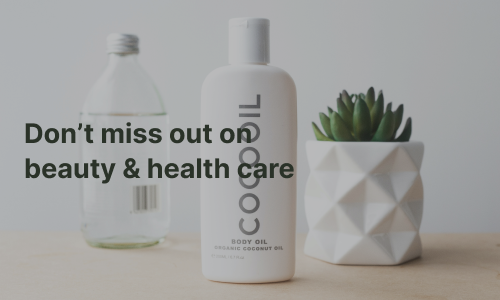 Don’t miss out on
beauty & health care
COCOOIL
BODY OIL
ORGANIC COCONUT OIL